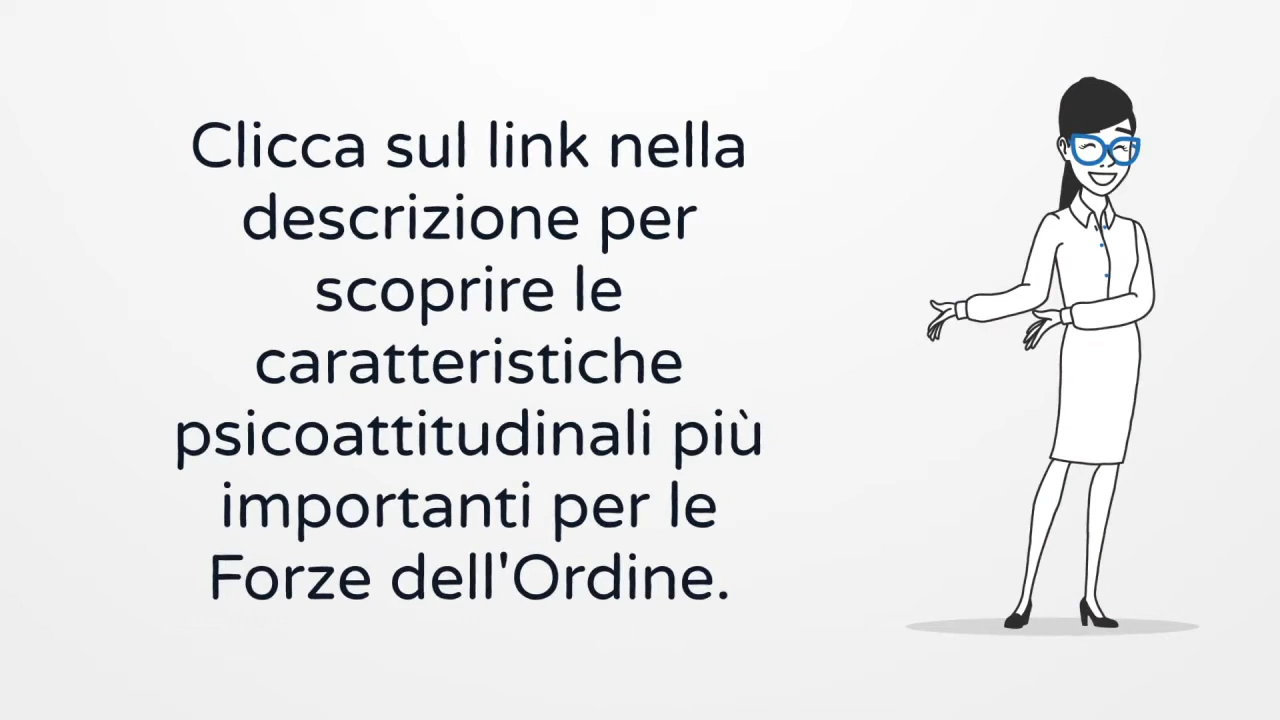 Clicca sul link nella
descrizione per
scoprire le
caratteristiche
psicoattitudinali più
importanti per le
Forze dell'Ordine.